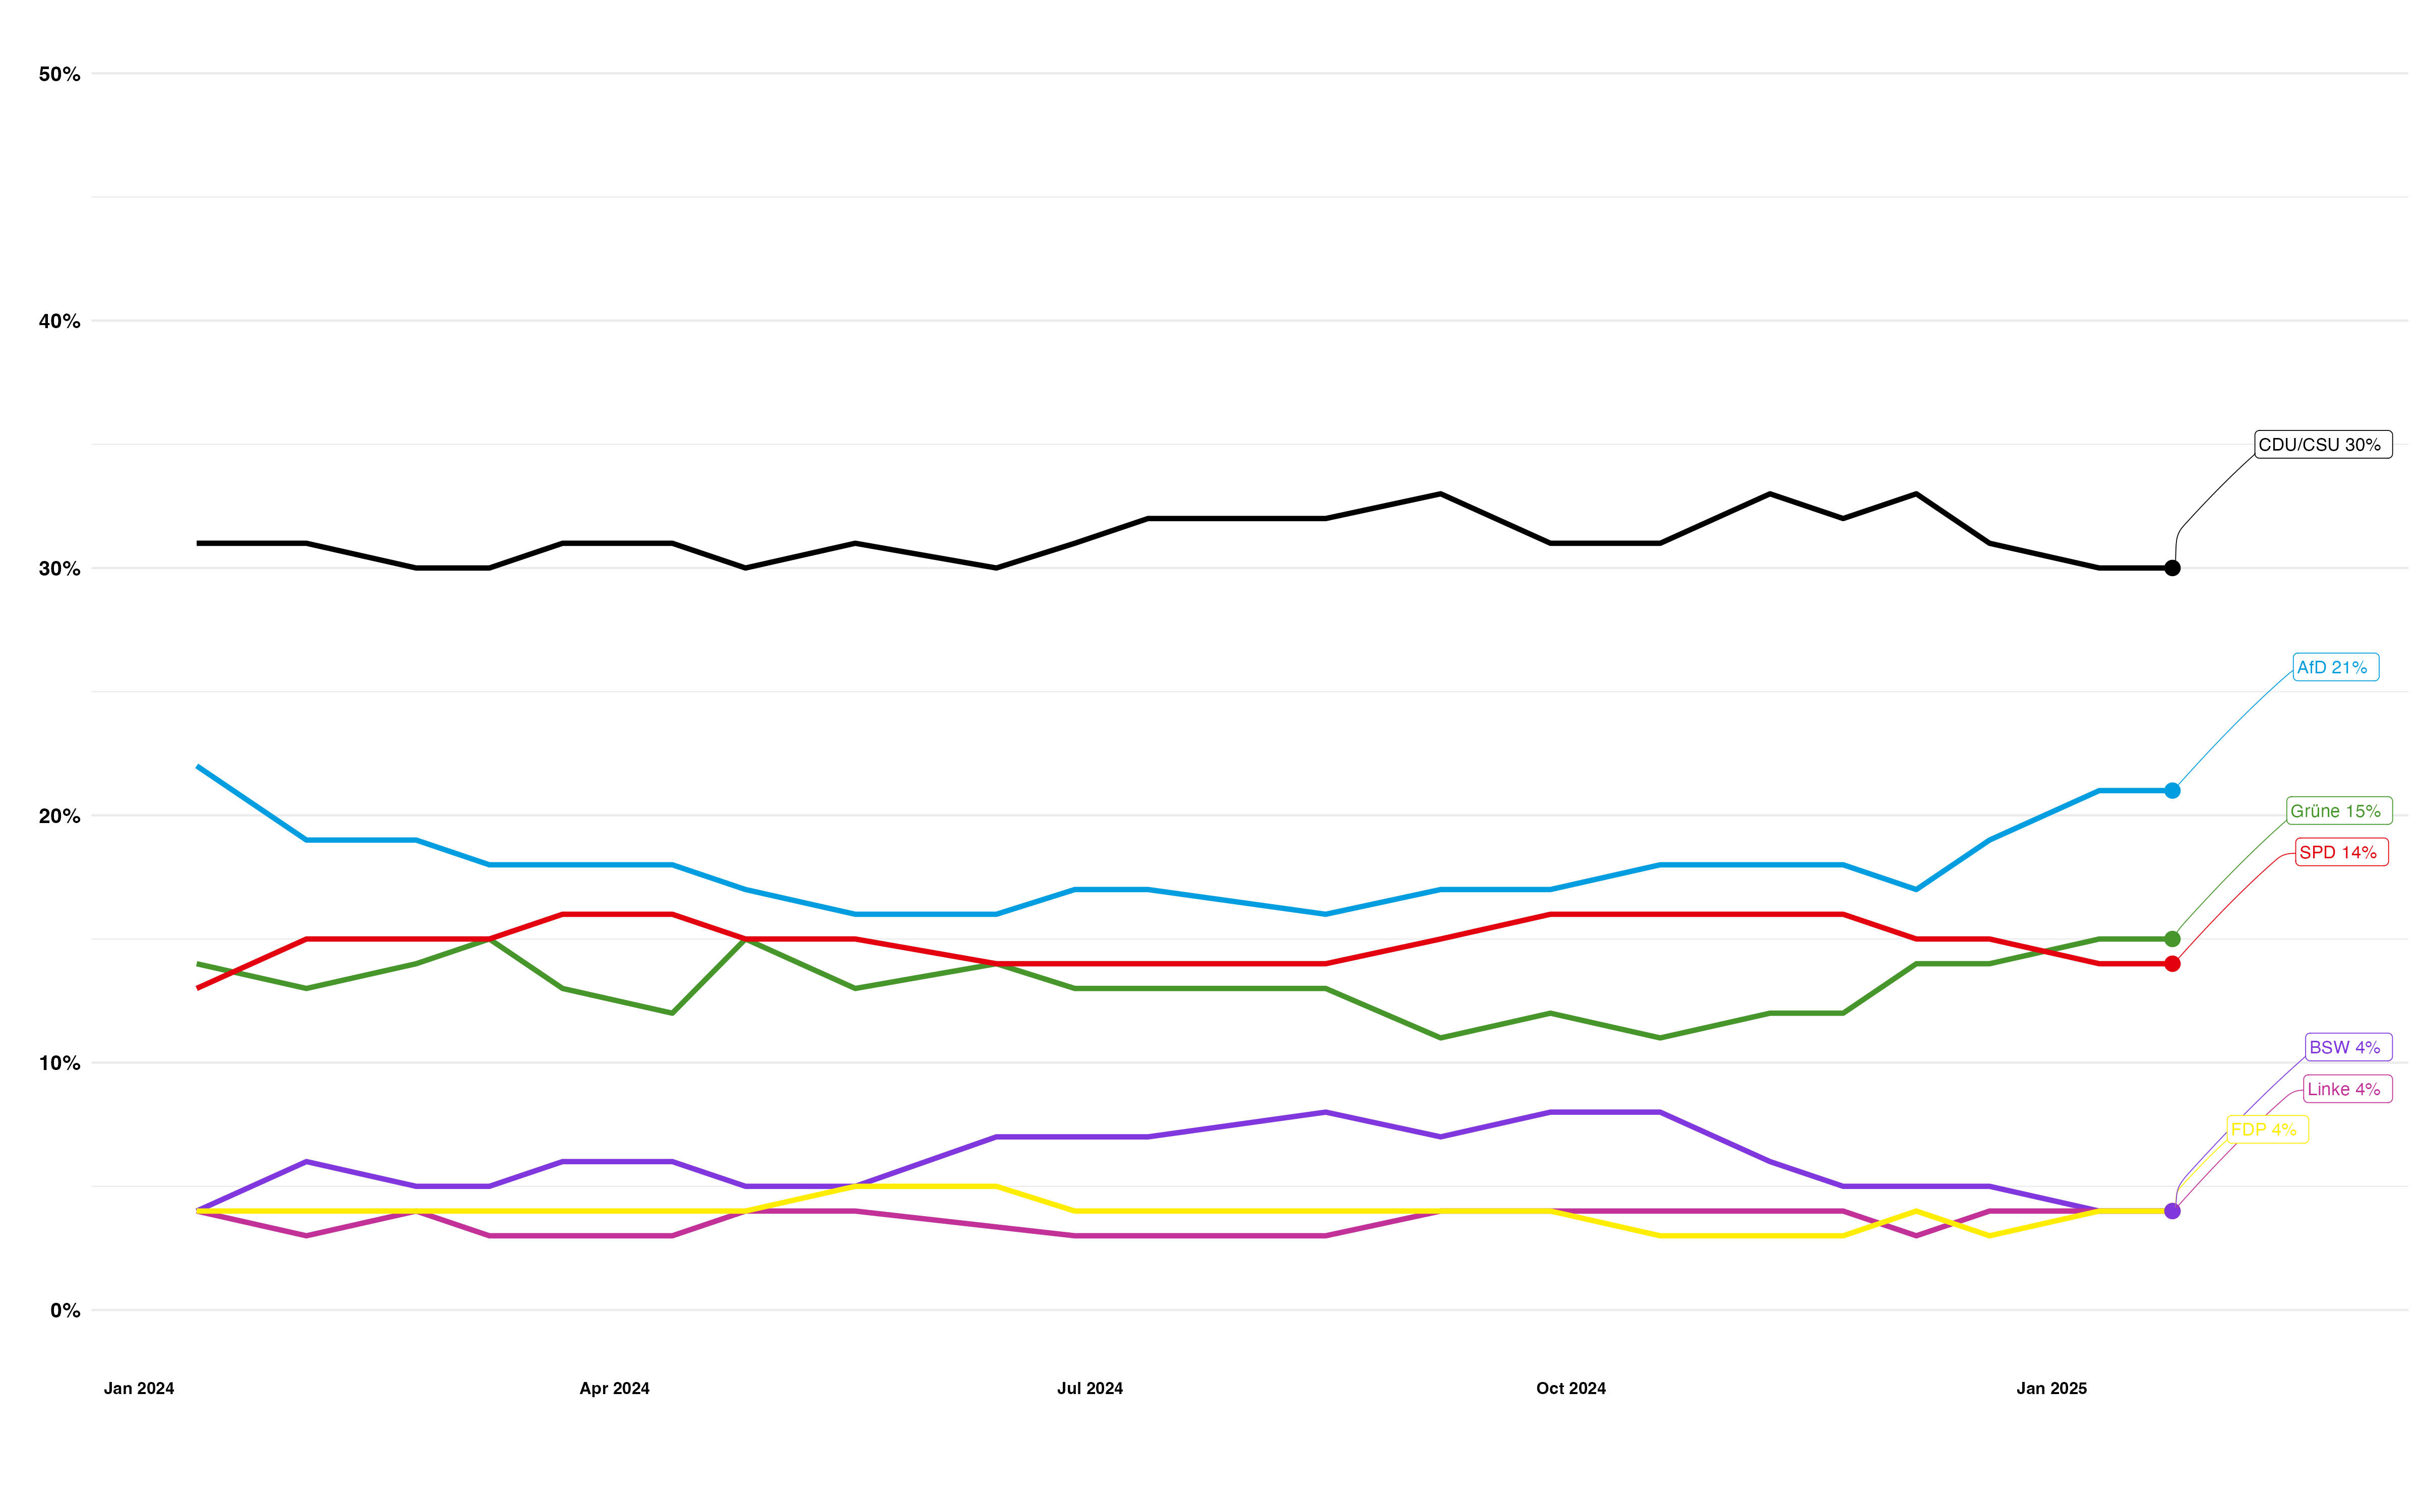 50%
40%
CDU/CSU 30%
30%
AfD 21%
Grüne 15%
20%
SPD 14%
BSW 4%
10%
Linke 4%
FDP 4%
0%
Jan 2024 Apr 2024 Jul 2024 Oct 2024 Jan 2025